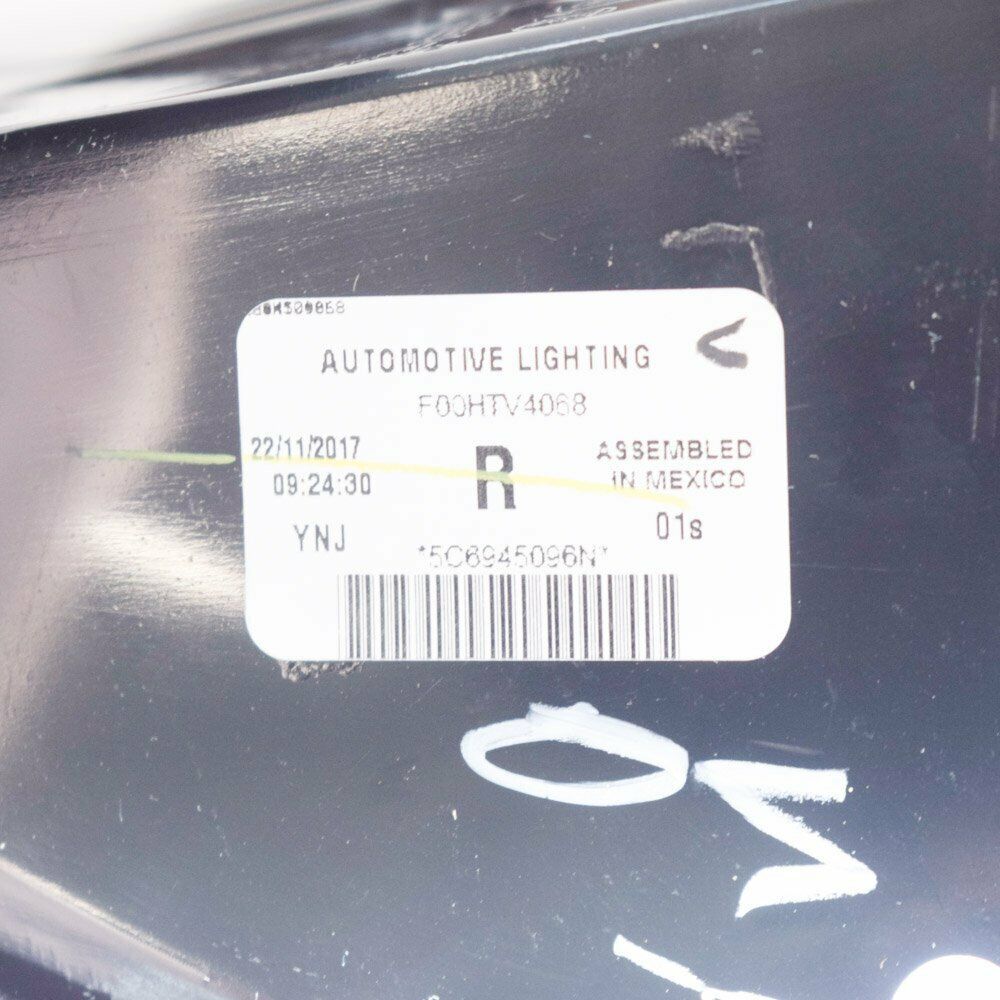 AUTOMOTIVE LIGHTING
F00HTV4068
22/11/2017
09:24:30
R
ASSEMBLED
IN MEXICO
YNJ
01s
*5C6945096N*